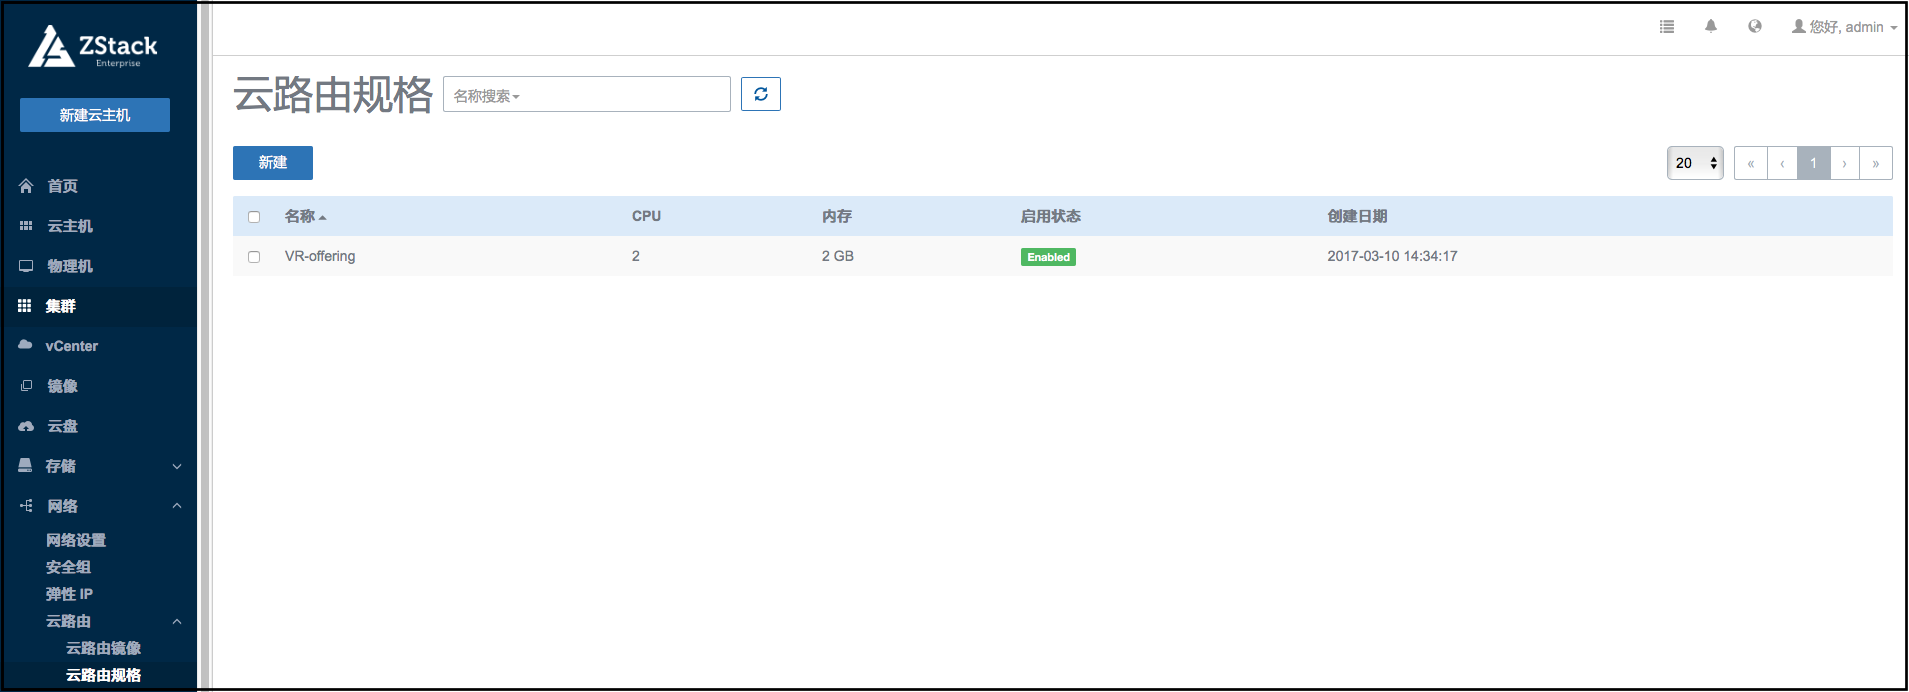 ZStack
Enterprise
新建云主机
首页
云主机
物理机
集群
vCenter
镜像
云盘
存储
网络
网络设置
安全组
弹性 IP
云路由
云路由镜像
云路由规格
您好, admin
云路由规格 名称搜索
新建
20 « ‹ 1 › »
名称 CPU 内存 启用状态 创建日期
VR-offering 2 2 GB Enabled 2017-03-10 14:34:17